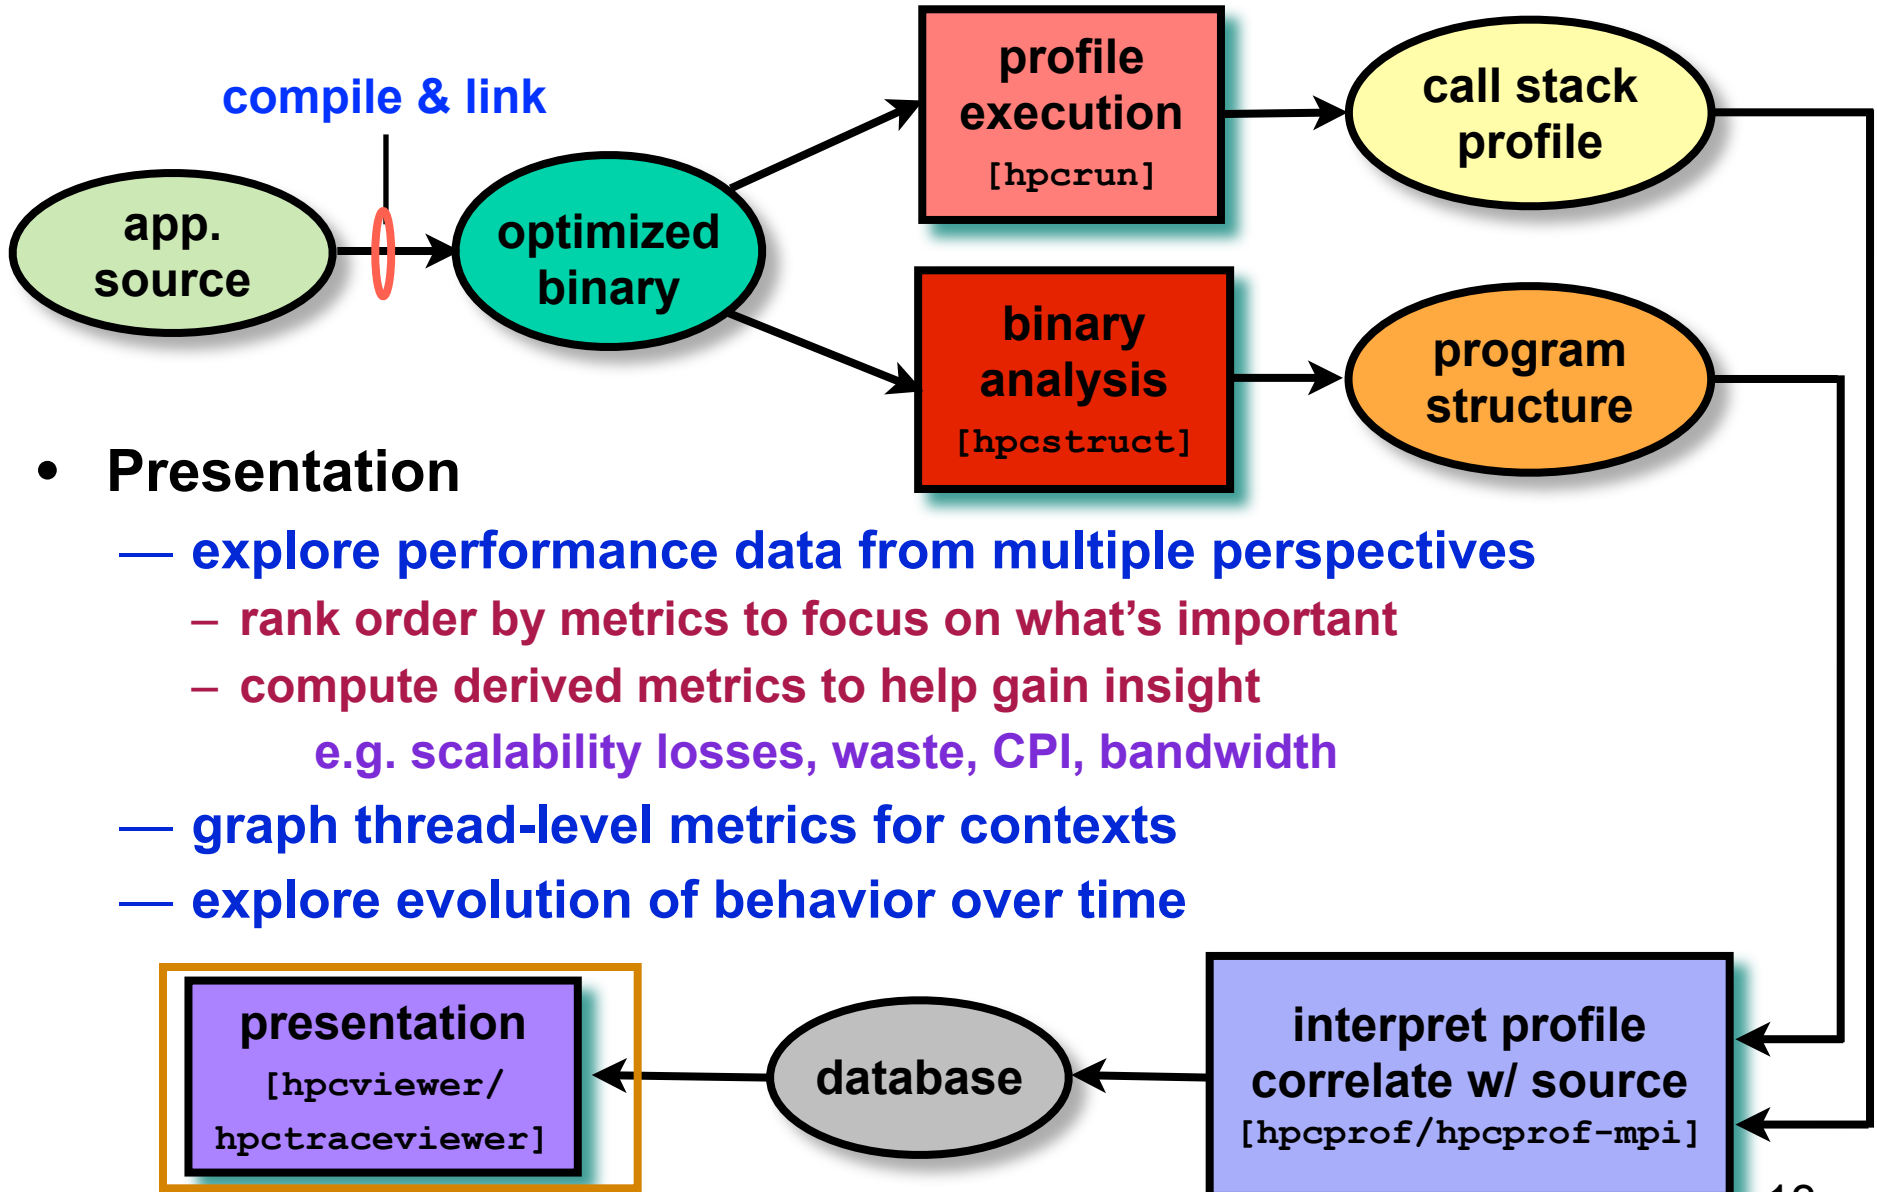 compile & link
app.
source
optimized
binary
profile
execution
[hpcrun]
call stack
profile
binary
analysis
[hpcstruct]
program
structure
• Presentation
— explore performance data from multiple perspectives
– rank order by metrics to focus on what's important
– compute derived metrics to help gain insight
e.g. scalability losses, waste, CPI, bandwidth
— graph thread-level metrics for contexts
— explore evolution of behavior over time
presentation
[hpcviewer/
hpctraceviewer]
database
interpret profile
correlate w/ source
[hpcprof/hpcprof-mpi]